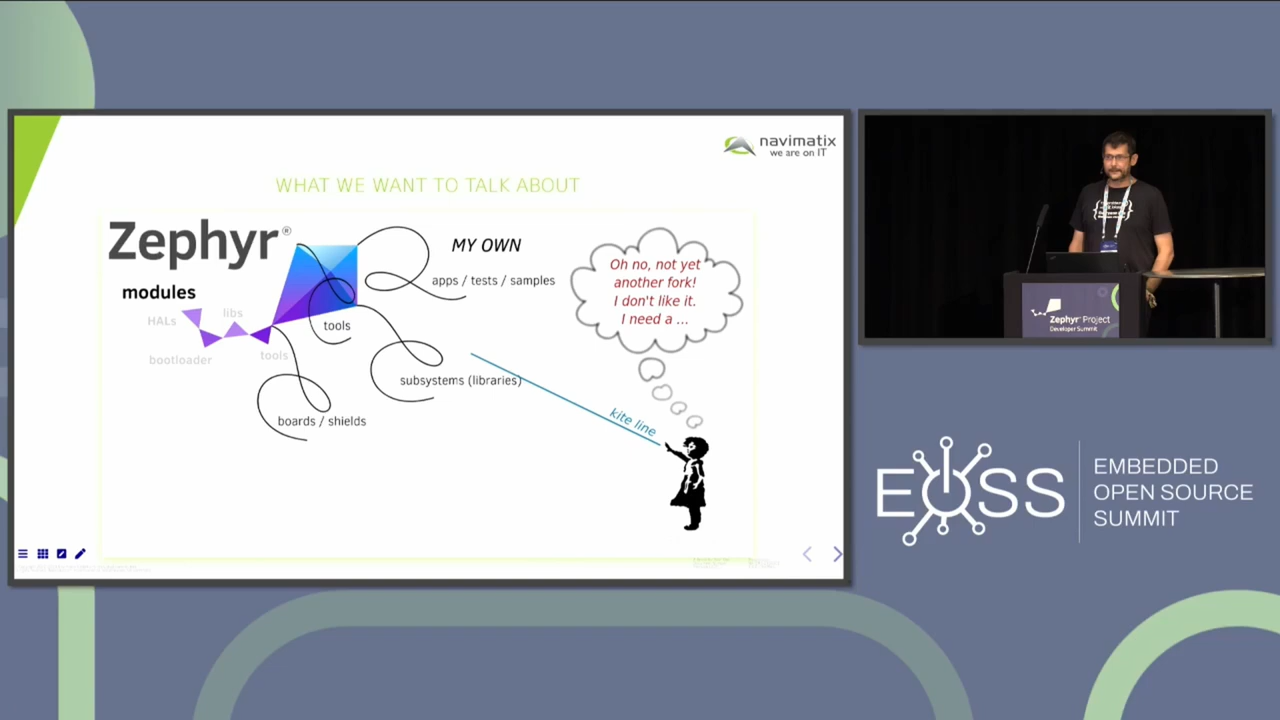 navimatix
we are on IT
WHAT WE WANT TO TALK ABOUT
Zephyr®
modules
HALs
libs
bootloader
tools
MY OWN
apps / tests / samples
tools
subsystems (libraries)
boards / shields
kite line
Oh no, not yet
another fork!
I don't like it.
I need a ...
Zephyr® Project
Developer Summit
EOSS
EMBEDDED
OPEN SOURCE
SUMMIT